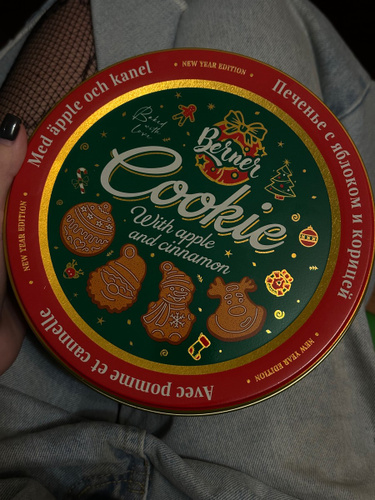 Baked
with
love
Berner
Cookie
With apple
and cinnamon
Med äpple och kanel
NEW YEAR EDITION
Печенье с яблоком и корицей
NEW YEAR EDITION
Avec pomme et cannelle
NEW YEAR EDITION